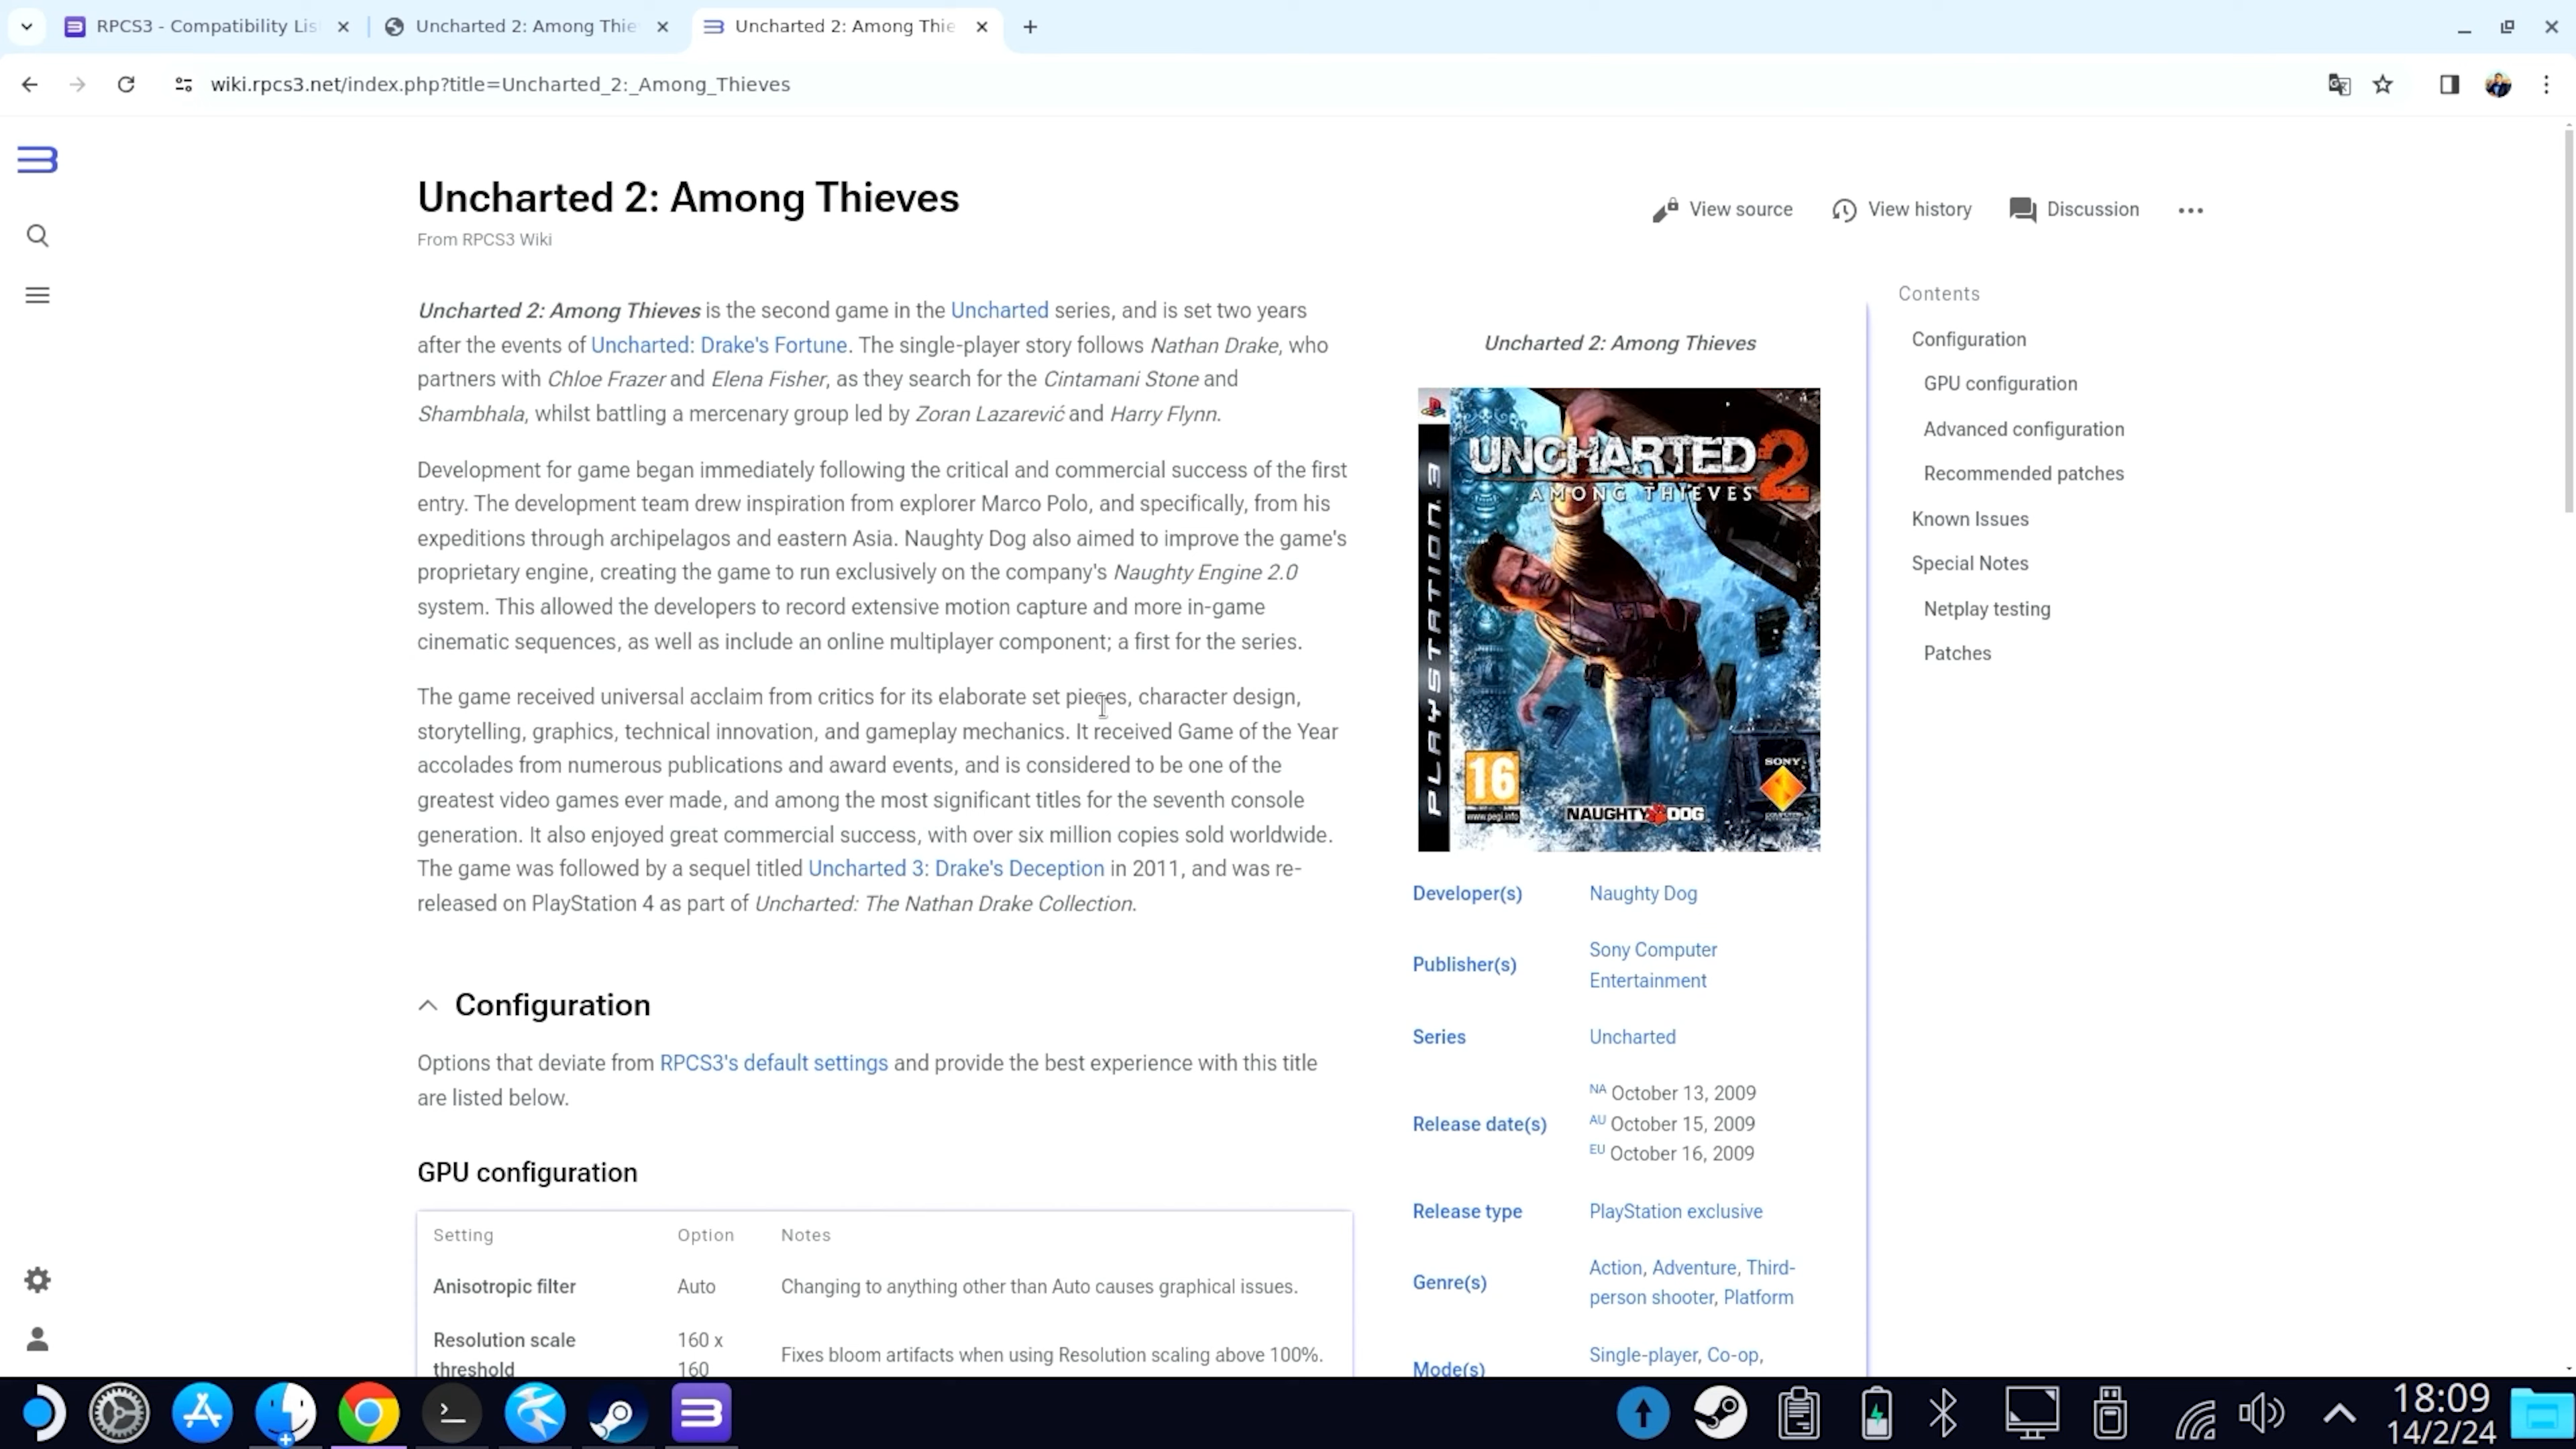 RPCS3 - Compatibility Lis
Uncharted 2: Among Thie
Uncharted 2: Among Thie
wiki.rpcs3.net/index.php?title=Uncharted_2:_Among_Thieves
Uncharted 2: Among Thieves
From RPCS3 Wiki
View source
View history
Discussion
Uncharted 2: Among Thieves is the second game in the Uncharted series, and is set two years
after the events of Uncharted: Drake's Fortune. The single-player story follows Nathan Drake, who
partners with Chloe Frazer and Elena Fisher, as they search for the Cintamani Stone and
Shambhala, whilst battling a mercenary group led by Zoran Lazarević and Harry Flynn.
Development for game began immediately following the critical and commercial success of the first
entry. The development team drew inspiration from explorer Marco Polo, and specifically, from his
expeditions through archipelagos and eastern Asia. Naughty Dog also aimed to improve the game's
proprietary engine, creating the game to run exclusively on the company's Naughty Engine 2.0
system. This allowed the developers to record extensive motion capture and more in-game
cinematic sequences, as well as include an online multiplayer component; a first for the series.
The game received universal acclaim from critics for its elaborate set pieces, character design,
storytelling, graphics, technical innovation, and gameplay mechanics. It received Game of the Year
accolades from numerous publications and award events, and is considered to be one of the
greatest video games ever made, and among the most significant titles for the seventh console
generation. It also enjoyed great commercial success, with over six million copies sold worldwide.
The game was followed by a sequel titled Uncharted 3: Drake's Deception in 2011, and was re-
released on PlayStation 4 as part of Uncharted: The Nathan Drake Collection.
Configuration
Options that deviate from RPCS3's default settings and provide the best experience with this title
are listed below.
GPU configuration
Setting
Option
Notes
Anisotropic filter
Auto
Changing to anything other than Auto causes graphical issues.
Resolution scale
threshold
160 x
160
Fixes bloom artifacts when using Resolution scaling above 100%.
Uncharted 2: Among Thieves
PLAYSTATION 3
UNCHARTED 2
AMONG THIEVES
16
www.pegi.info
NAUGHTY DOG
SONY
Developer(s)
Naughty Dog
Publisher(s)
Sony Computer
Entertainment
Series
Uncharted
Release date(s)
NA October 13, 2009
AU October 15, 2009
EU October 16, 2009
Release type
PlayStation exclusive
Genre(s)
Action, Adventure, Third-
person shooter, Platform
Mode(s)
Single-player, Co-op,
Contents
Configuration
GPU configuration
Advanced configuration
Recommended patches
Known Issues
Special Notes
Netplay testing
Patches
18:09
14/2/24